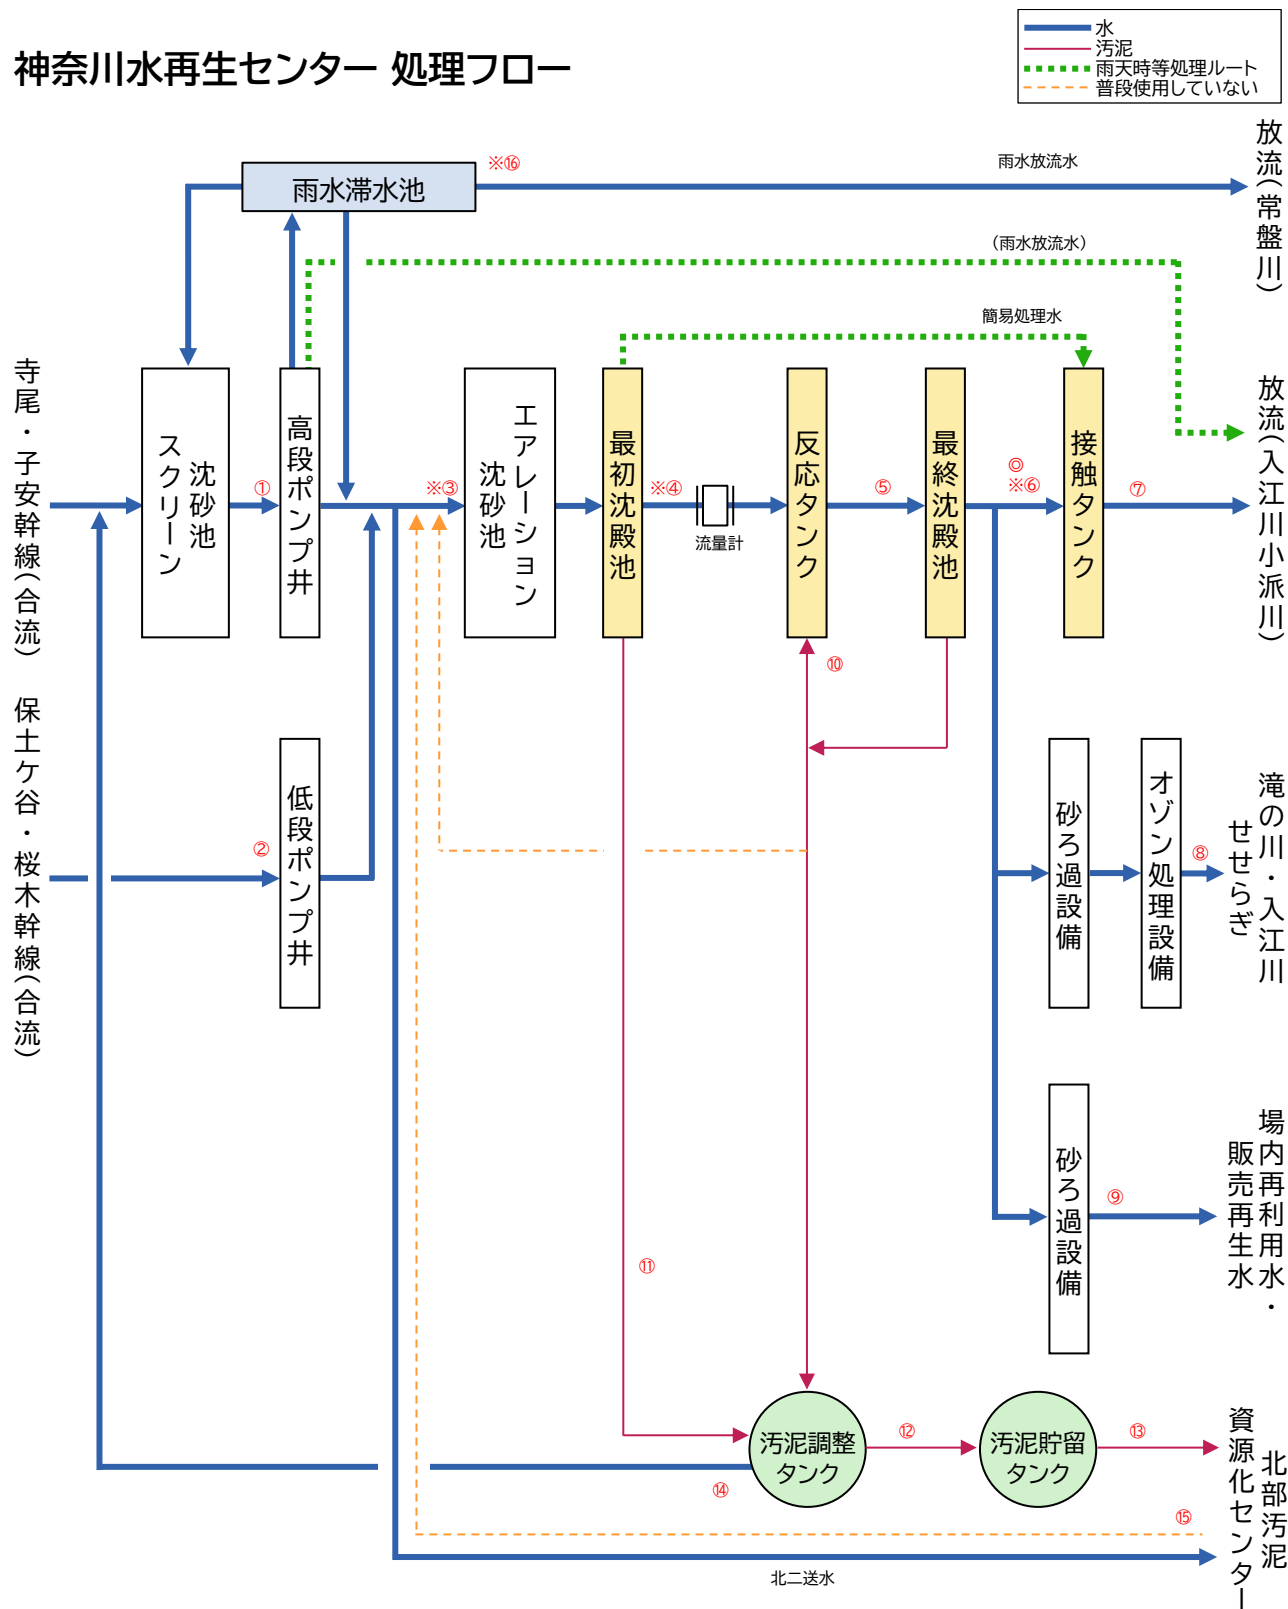 神奈川水再生センター 処理フロー
水
汚泥
雨天時等処理ルート
普段使用していない
雨水滞水池
※⑯
雨水放流水
放流(常盤川)
(雨水放流水)
簡易処理水
寺尾・子安幹線(合流)
沈砂池
スクリーン
①
高段ポンプ井
※③
エアレーション
沈砂池
最初沈殿池
※④
流量計
反応タンク
⑤
最終沈殿池
◎
※⑥
接触タンク
⑦
放流(入江川小派川)
⑩
保土ケ谷・桜木幹線(合流)
②
低段ポンプ井
砂ろ過設備
オゾン処理設備
⑧
滝の川・入江川
せせらぎ
砂ろ過設備
⑨
場内再利用水・
販売再生水
⑪
汚泥調整
タンク
⑫
汚泥貯留
タンク
⑬
北部汚泥
資源化センター
⑭
⑮
北二送水